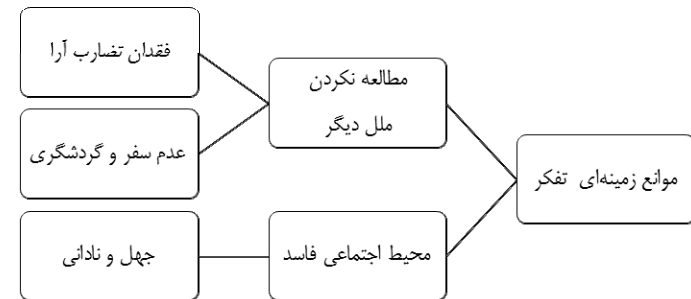 موانع زمینه‌ای تفکر
مطالعه نکردن
ملل دیگر
فقدان تضارب آرا
عدم سفر و گردشگری
محیط اجتماعی فاسد
جهل و نادانی